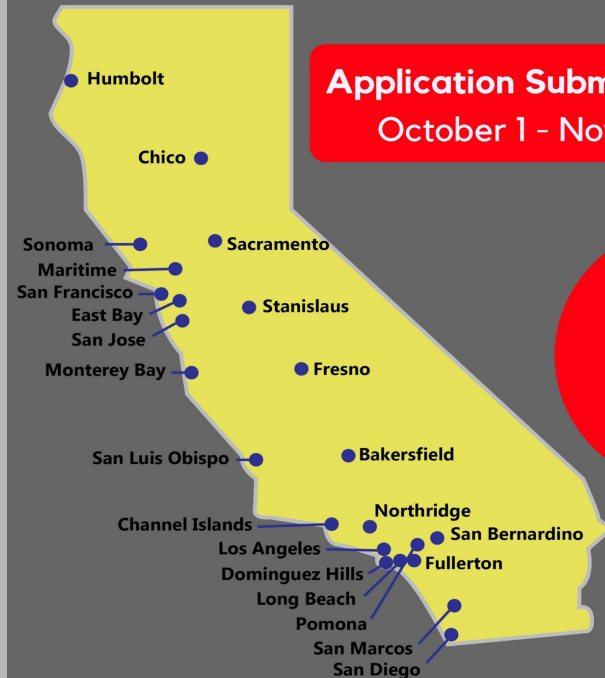 Humbolt
Application Subm
October 1 - Nov
Chico
Sonoma
Sacramento
Maritime
San Francisco
East Bay
Stanislaus
San Jose
Monterey Bay
Fresno
San Luis Obispo
Bakersfield
Northridge
Channel Islands
San Bernardino
Los Angeles
Fullerton
Dominguez Hills
Long Beach
Pomona
San Marcos
San Diego